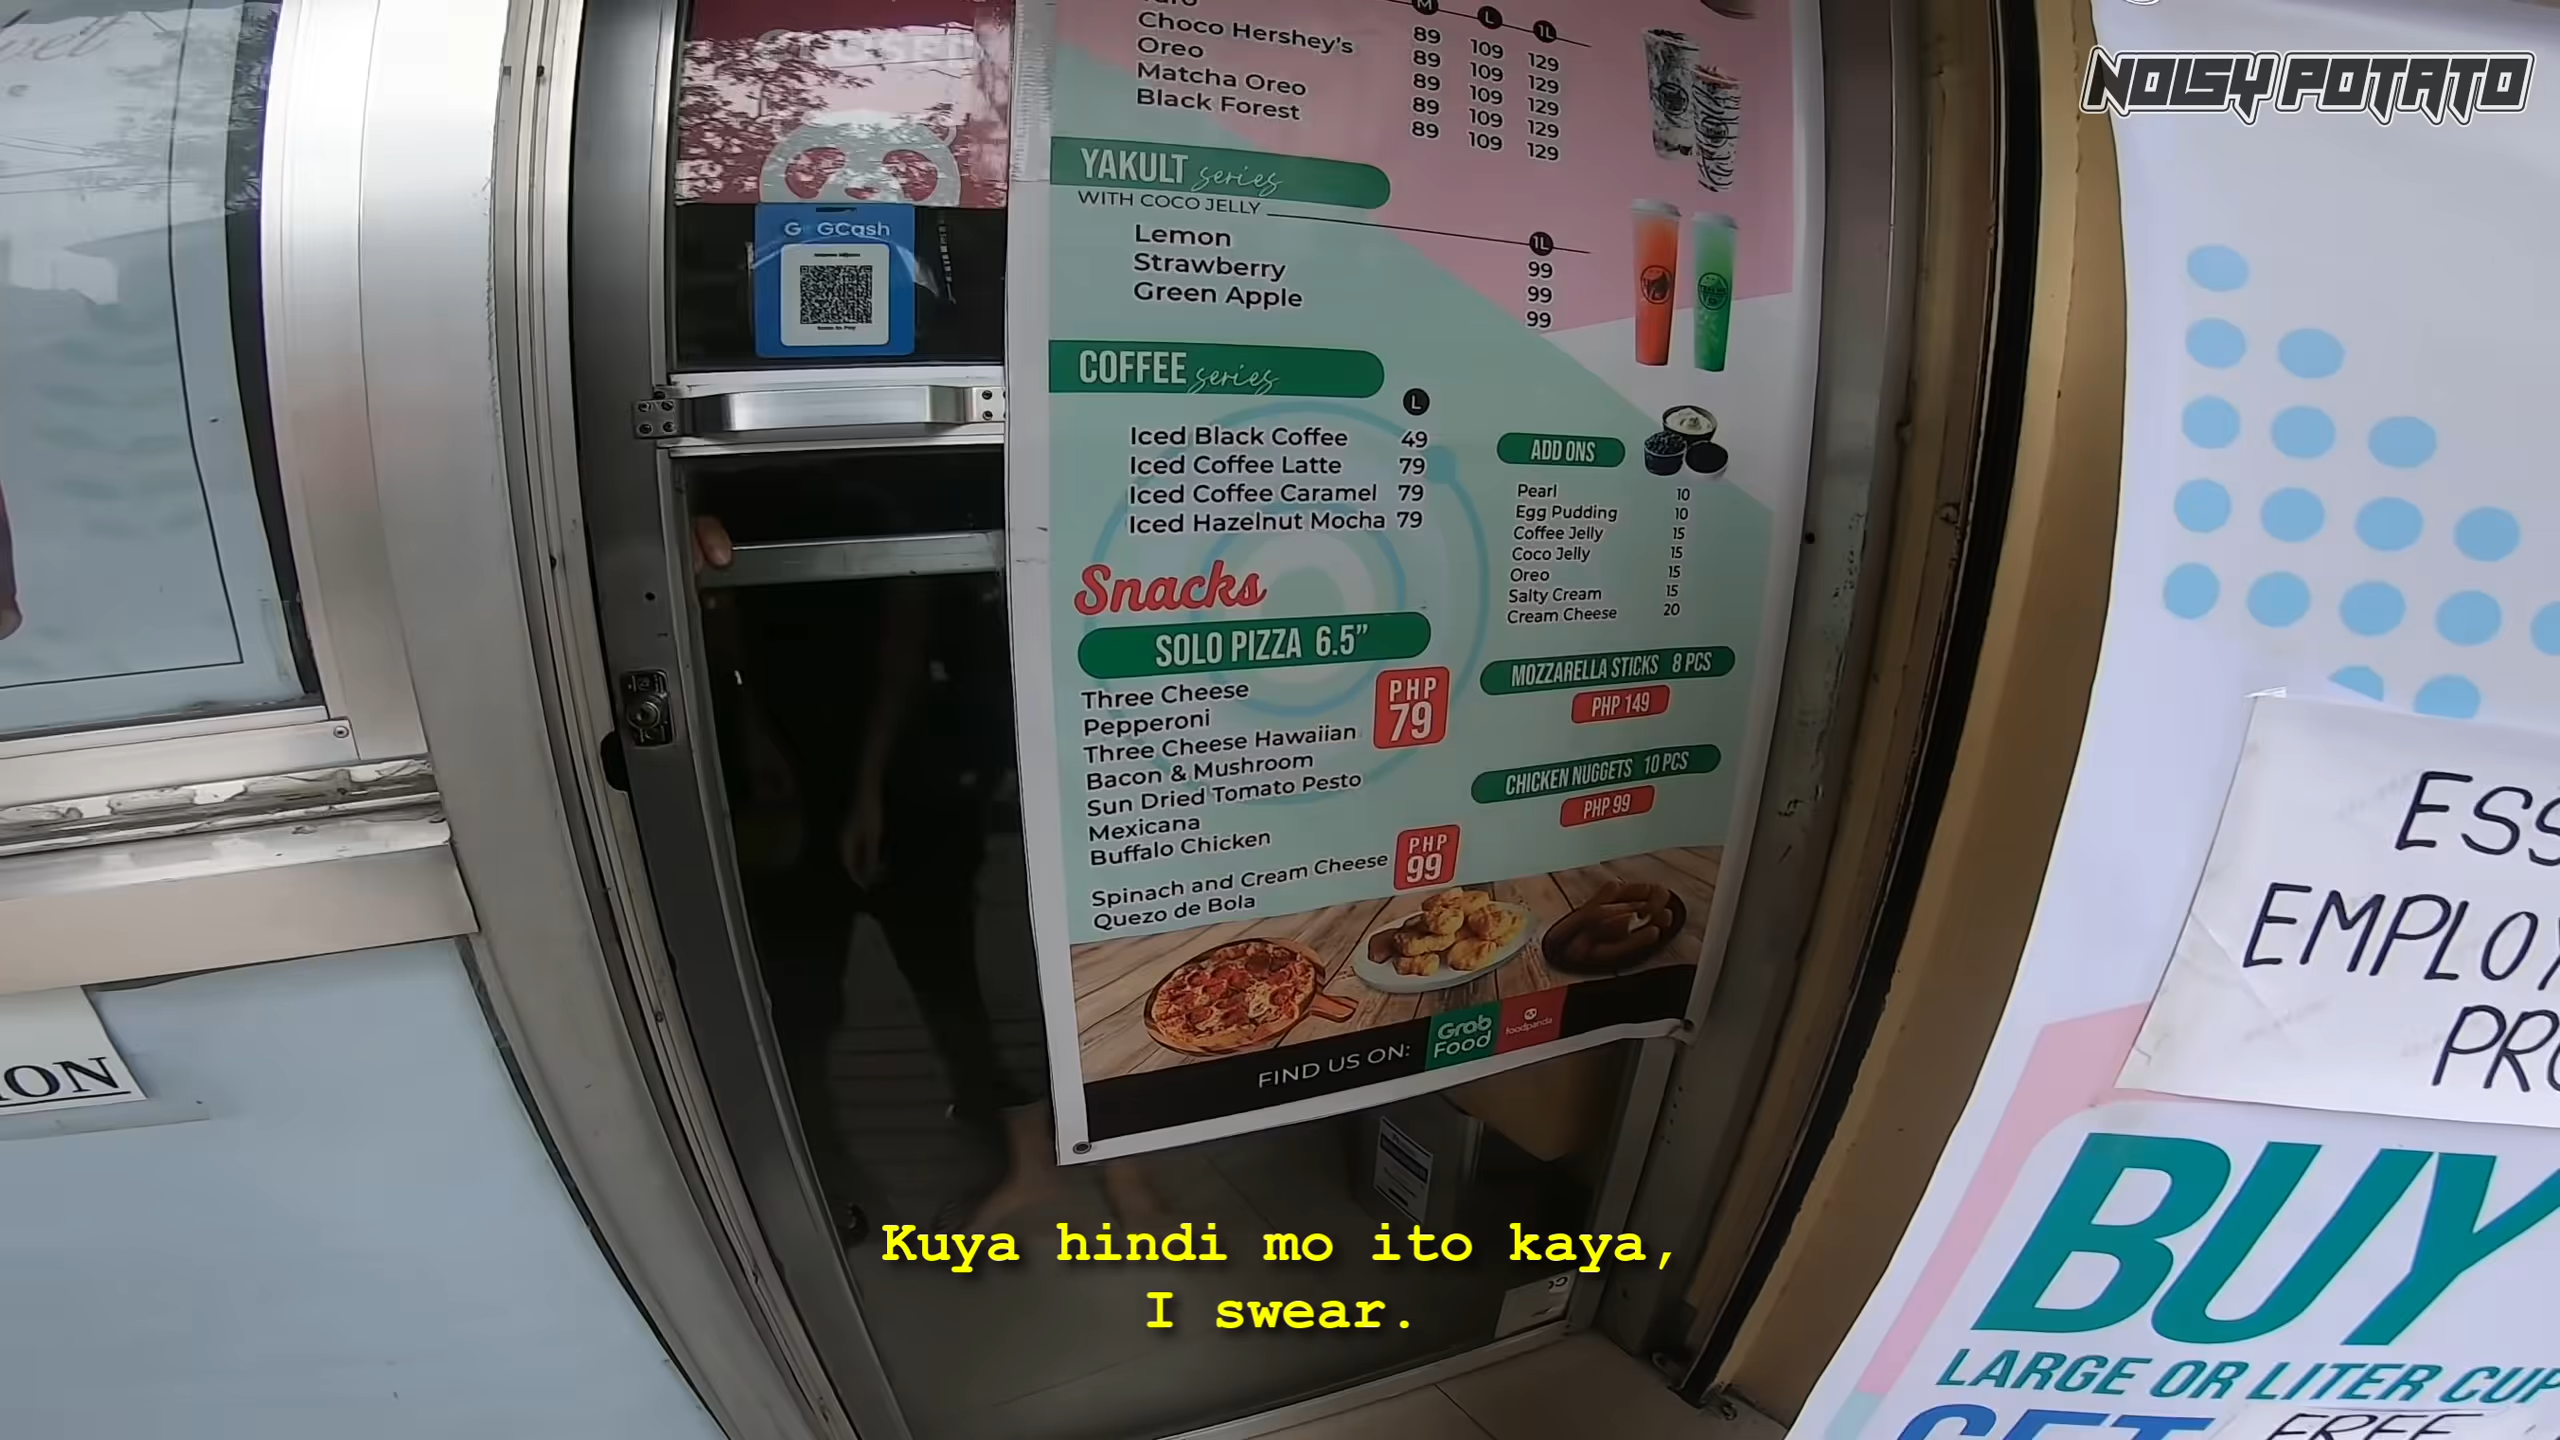 NOISY POTATO
M L 1L
Choco Hershey's 89 109 129
Oreo 89 109 129
Matcha Oreo 89 109 129
Black Forest 89 109 129
89 109 129
YAKULT series
WITH COCO JELLY
1L
Lemon 99
Strawberry 99
Green Apple 99
G GCash
COFFEE series
L
Iced Black Coffee 49
Iced Coffee Latte 79
Iced Coffee Caramel 79
Iced Hazelnut Mocha 79
ADD ONS
Pearl 10
Egg Pudding 10
Coffee Jelly 15
Coco Jelly 15
Oreo 15
Salty Cream 15
Cream Cheese 20
Snacks
SOLO PIZZA 6.5”
Three Cheese
Pepperoni
Three Cheese Hawaiian
Bacon & Mushroom
Sun Dried Tomato Pesto
Mexicana
Buffalo Chicken
PHP
79
Spinach and Cream Cheese
Quezo de Bola
PHP
99
MOZZARELLA STICKS 8 PCS
PHP 149
CHICKEN NUGGETS 10 PCS
PHP 99
FIND US ON:
Grab
Food
foodpanda
ION
ESS
EMPLOY
PRO
BUY
LARGE OR LITER CUP
GET
FREE
Kuya hindi mo ito kaya,
I swear.